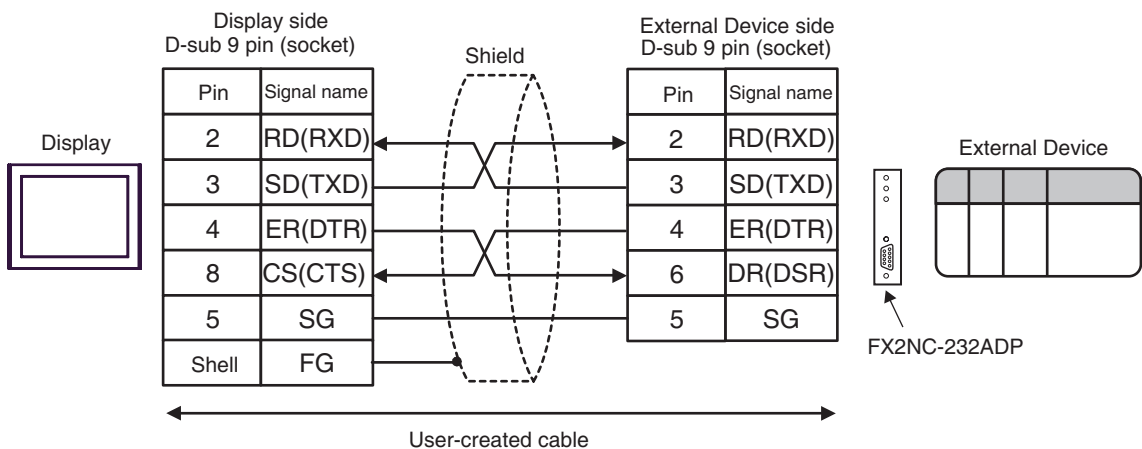 Display side
D-sub 9 pin (socket)
Shield
External Device side
D-sub 9 pin (socket)
Display
Pin Signal name
2 RD(RXD)
3 SD(TXD)
4 ER(DTR)
8 CS(CTS)
5 SG
Shell FG
Pin Signal name
2 RD(RXD)
3 SD(TXD)
4 ER(DTR)
6 DR(DSR)
5 SG
External Device
FX2NC-232ADP
User-created cable